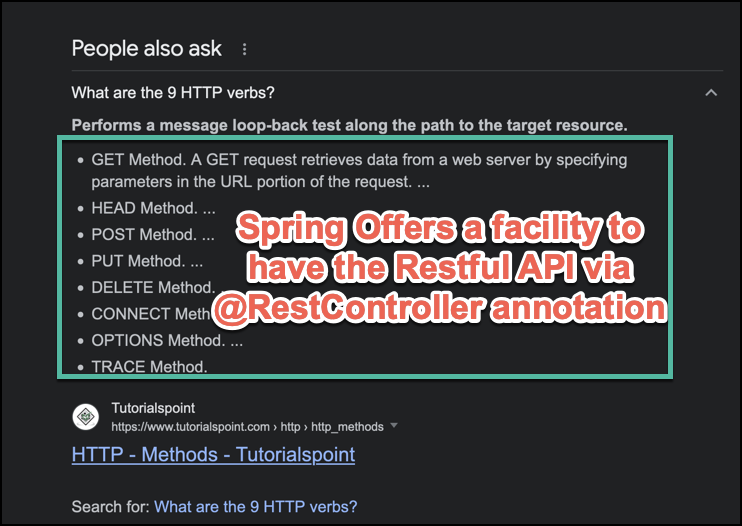 People also ask
What are the 9 HTTP verbs?
Performs a message loop-back test along the path to the target resource.
• GET Method. A GET request retrieves data from a web server by specifying
parameters in the URL portion of the request. ...
• HEAD Method. ...
• POST Method. ...
• PUT Method. ...
• DELETE Method.
• CONNECT Meth
• OPTIONS Method. ...
• TRACE Method.
Spring Offers a facility to
have the Restful API via
@RestController annotation
Tutorialspoint
https://www.tutorialspoint.com › http › http_methods
HTTP - Methods - Tutorialspoint
Search for: What are the 9 HTTP verbs?